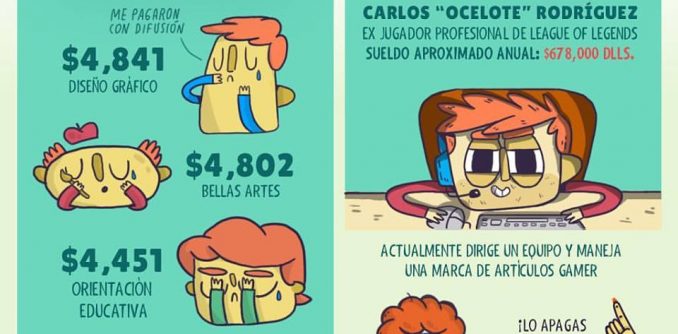 ME PAGARON
CON DIFUSIÓN
$4,841
DISEÑO GRÀFICO
$4,802
BELLAS ARTES
$4,451
ORIENTACIÒN
EDUCATIVA
CARLOS “OCELOTE” RODRÍGUEZ
EX JUGADOR PROFESIONAL DE LEAGUE OF LEGENDS
SUELDO APROXIMADO ANUAL: $678,000 DLLS.
ACTUALMENTE DIRIGE UN EQUIPO Y MANEJA
UNA MARCA DE ARTÍCULOS GAMER
¡LO APAGAS